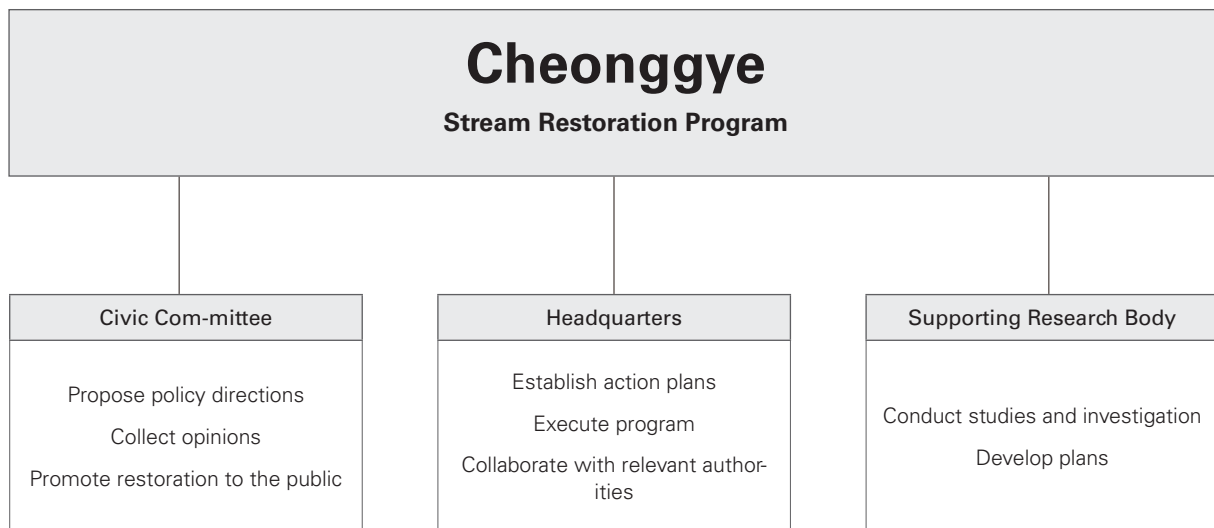 Cheonggye
Stream Restoration Program
Civic Com-mittee
Propose policy directions
Collect opinions
Promote restoration to the public
Headquarters
Establish action plans
Execute program
Collaborate with relevant author-
ities
Supporting Research Body
Conduct studies and investigation
Develop plans